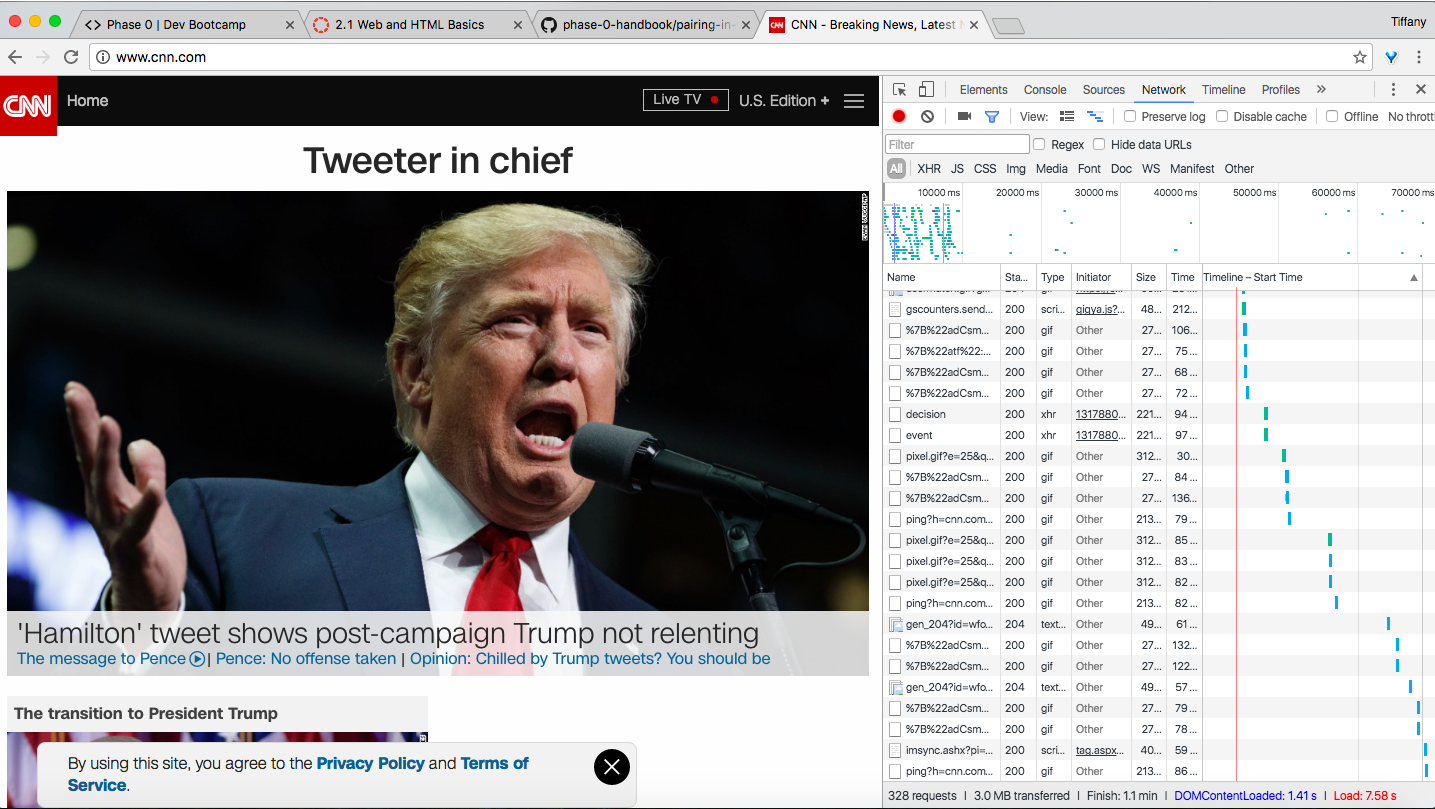 Phase 0 | Dev Bootcamp
2.1 Web and HTML Basics
phase-0-handbook/pairing-in-
CNN - Breaking News, Latest
Tiffany
www.cnn.com
CNN Home Live TV U.S. Edition +
Tweeter in chief
'Hamilton' tweet shows post-campaign Trump not relenting
The message to Pence | Pence: No offense taken | Opinion: Chilled by Trump tweets? You should be
The transition to President Trump
By using this site, you agree to the Privacy Policy and Terms of
Service.
Elements Console Sources Network Timeline Profiles »
View: Preserve log Disable cache Offline No thrott
Filter Regex Hide data URLs
All XHR JS CSS Img Media Font Doc WS Manifest Other
10000 ms 20000 ms 30000 ms 40000 ms 50000 ms 60000 ms 70000 ms
Name Sta... Type Initiator Size Time Timeline – Start Time
gscounters.send... 200 scri... gigya.js?... 48... 212...
%7B%22adCsm... 200 gif Other 27... 106...
%7B%22atf%22:... 200 gif Other 27... 75 ...
%7B%22adCsm... 200 gif Other 27... 68 ...
%7B%22adCsm... 200 gif Other 27... 72 ...
decision 200 xhr 1317880... 221... 94 ...
event 200 xhr 1317880... 221... 97 ...
pixel.gif?e=25&q... 200 gif Other 312... 30...
%7B%22adCsm... 200 gif Other 27... 84 ...
%7B%22adCsm... 200 gif Other 27... 136...
ping?h=cnn.com... 200 gif Other 213... 79 ...
pixel.gif?e=25&q... 200 gif Other 312... 85 ...
pixel.gif?e=25&q... 200 gif Other 312... 83 ...
pixel.gif?e=25&q... 200 gif Other 312... 82 ...
ping?h=cnn.com... 200 gif Other 213... 82 ...
gen_204?id=wfo... 204 text... Other 49... 61 ...
%7B%22adCsm... 200 gif Other 27... 132...
%7B%22adCsm... 200 gif Other 27... 122...
gen_204?id=wfo... 204 text... Other 49... 57 ...
%7B%22adCsm... 200 gif Other 27... 79 ...
%7B%22adCsm... 200 gif Other 27... 78 ...
imsync.ashx?pi=... 200 scri... tag.aspx... 40... 59 ...
ping?h=cnn.com... 200 gif Other 213... 86 ...
328 requests | 3.0 MB transferred | Finish: 1.1 min | DOMContentLoaded: 1.41 s | Load: 7.58 s